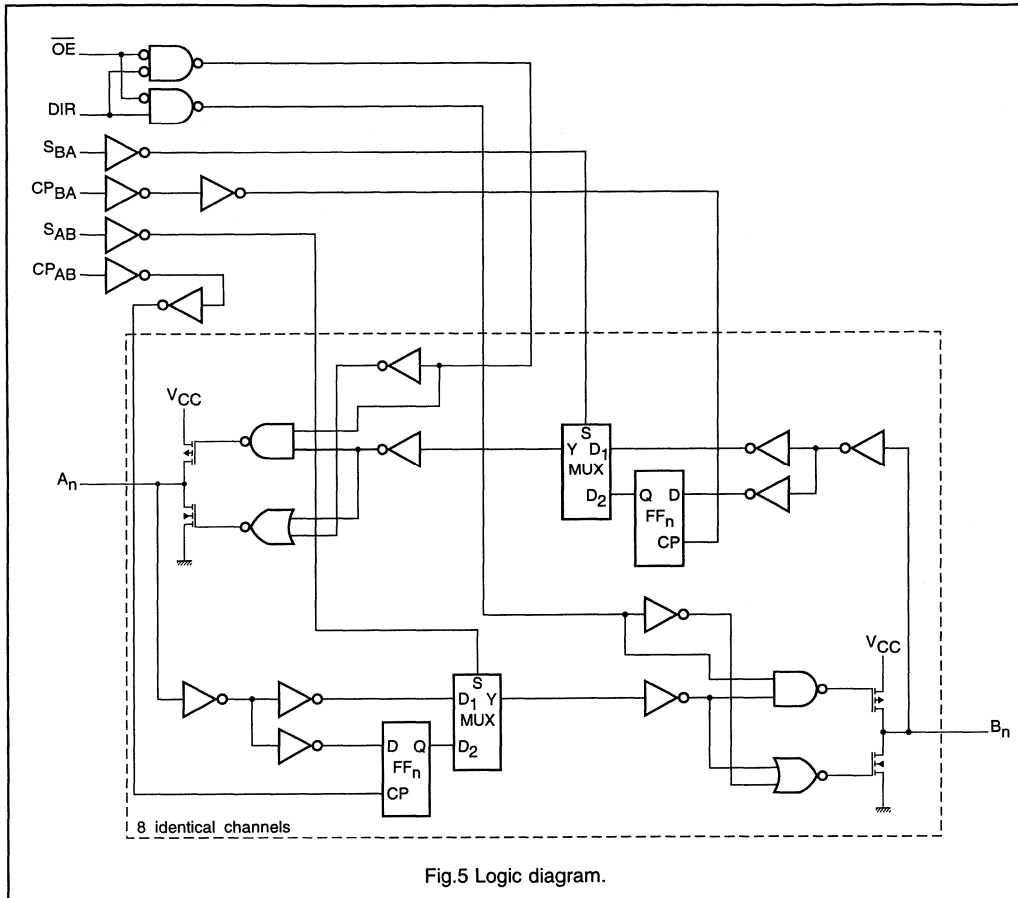 OE
DIR
SBA
CPBA
SAB
CPAB
VCC
An
S
Y D1
MUX
D2
Q D
FFn
CP
VCC
S
D1 Y
MUX
D2
D Q
FFn
CP
Bn
8 identical channels
Fig.5 Logic diagram.